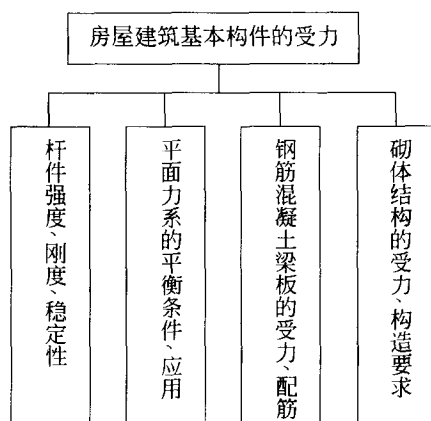 房屋建筑基本构件的受力
杆件强度、刚度、稳定性
平面力系的平衡条件、应用
钢筋混凝土梁板的受力、配筋
砌体结构的受力、构造要求